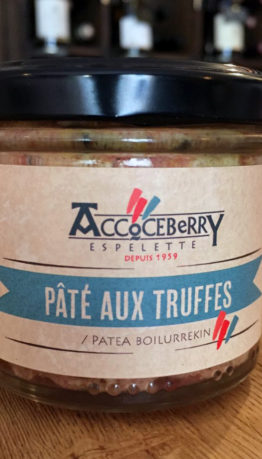 ACCOCEBERRY
ESPELETTE
DEPUIS 1959
PÂTÉ AUX TRUFFES
/ PATEA BOILURREKIN